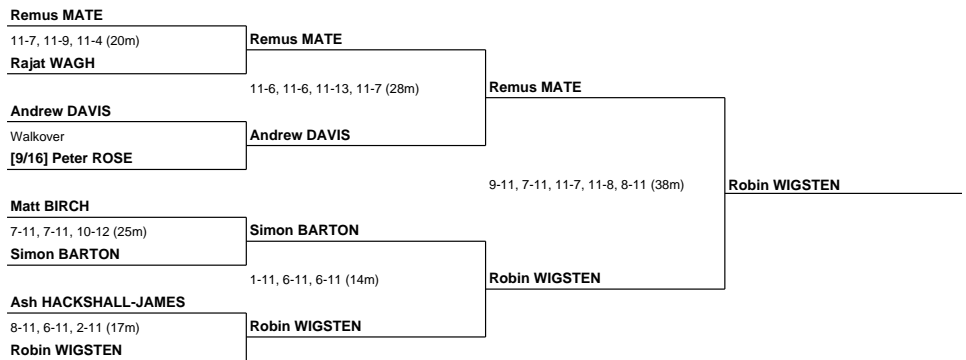 Remus MATE
11-7, 11-9, 11-4 (20m)
Rajat WAGH
Remus MATE
11-6, 11-6, 11-13, 11-7 (28m)
Andrew DAVIS
Walkover
[9/16] Peter ROSE
Andrew DAVIS
Remus MATE
9-11, 7-11, 11-7, 11-8, 8-11 (38m)
Robin WIGSTEN
Matt BIRCH
7-11, 7-11, 10-12 (25m)
Simon BARTON
Simon BARTON
1-11, 6-11, 6-11 (14m)
Robin WIGSTEN
Ash HACKSHALL-JAMES
8-11, 6-11, 2-11 (17m)
Robin WIGSTEN
Robin WIGSTEN